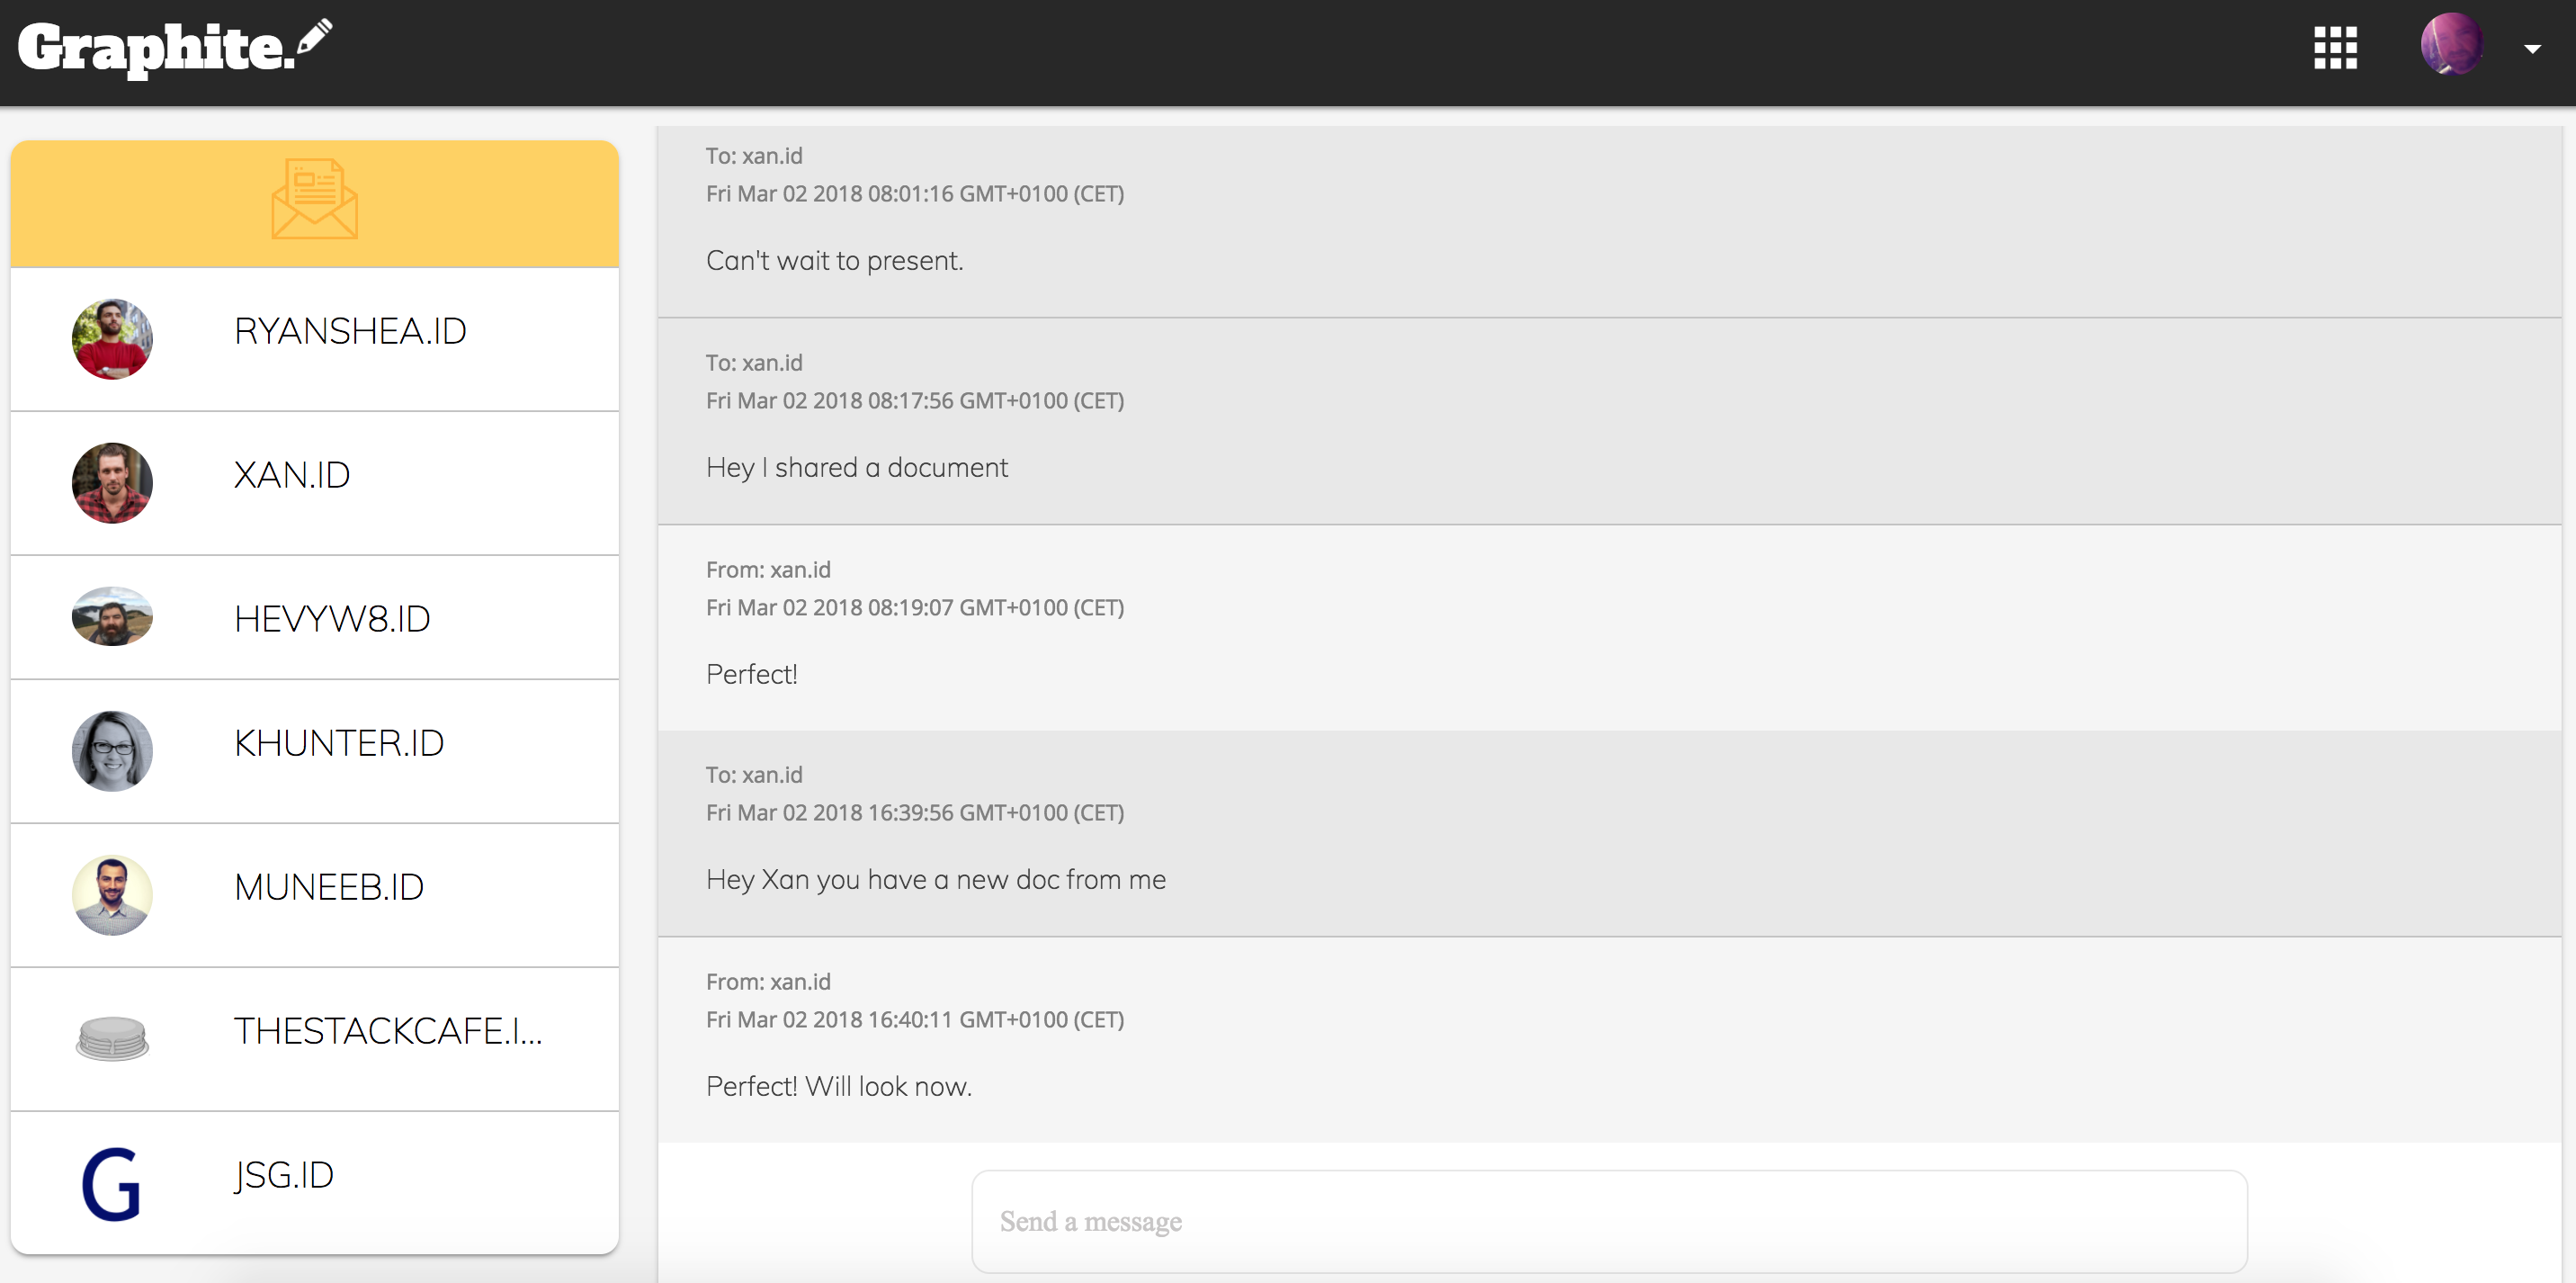 Graphite.
RYANSHEA.ID
XAN.ID
HEVYW8.ID
KHUNTER.ID
MUNEEB.ID
THESTACKCAFE.I...
G
JSG.ID
To: xan.id
Fri Mar 02 2018 08:01:16 GMT+0100 (CET)
Can't wait to present.
To: xan.id
Fri Mar 02 2018 08:17:56 GMT+0100 (CET)
Hey I shared a document
From: xan.id
Fri Mar 02 2018 08:19:07 GMT+0100 (CET)
Perfect!
To: xan.id
Fri Mar 02 2018 16:39:56 GMT+0100 (CET)
Hey Xan you have a new doc from me
From: xan.id
Fri Mar 02 2018 16:40:11 GMT+0100 (CET)
Perfect! Will look now.
Send a message